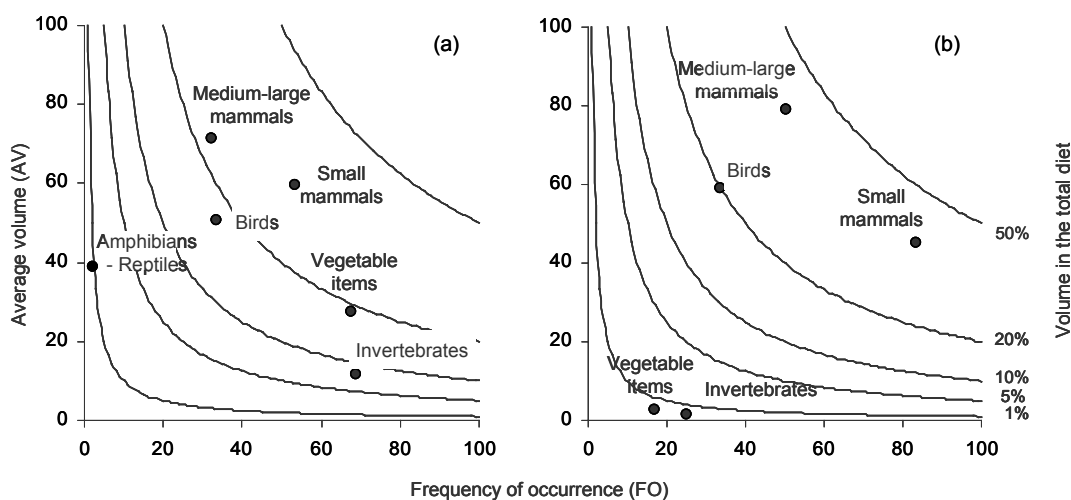 100
80
60
40
20
0
Average volume (AV)
(a)
Medium-large
mammals
Small
mammals
Birds
Amphibians
- Reptiles
Vegetable
items
Invertebrates
0 20 40 60 80 100
100
80
60
40
20
0
(b)
Medium-large
mammals
Birds
Small
mammals
Vegetable
items
Invertebrates
0 20 40 60 80 100
50%
20%
10%
5%
1%
Volume in the total diet
Frequency of occurrence (FO)